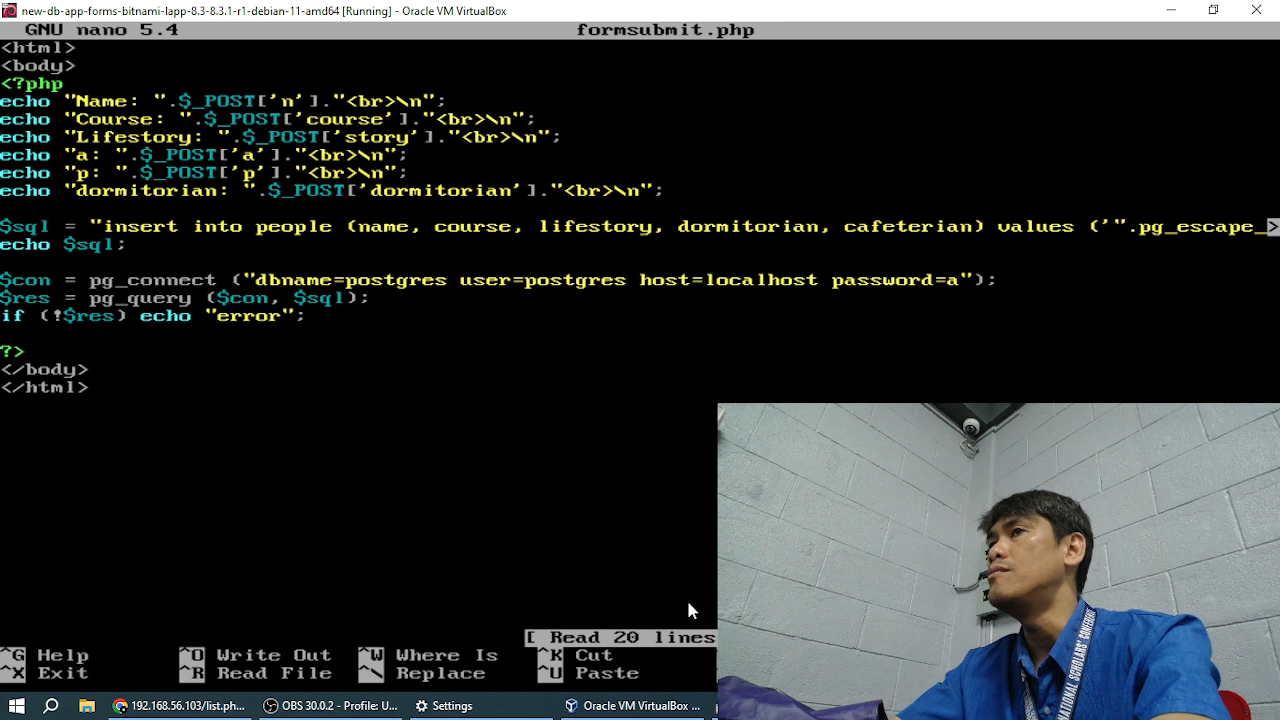 new-db-app-forms-bitnami-lapp-8.3-8.3.1-r1-debian-11-amd64 [Running] - Oracle VM VirtualBox
GNU nano 5.4 formsubmit.php
<html>
<body>
<?php
echo "Name: ".$_POST['n']."<br>\n";
echo "Course: ".$_POST['course']."<br>\n";
echo "Lifestory: ".$_POST['story']."<br>\n";
echo "a: ".$_POST['a']."<br>\n";
echo "p: ".$_POST['p']."<br>\n";
echo "dormitorian: ".$_POST['dormitorian']."<br>\n";
$sql = "insert into people (name, course, lifestory, dormitorian, cafeterian) values ('".pg_escape_>
echo $sql;
$con = pg_connect ("dbname=postgres user=postgres host=localhost password=a");
$res = pg_query ($con, $sql);
if (!$res) echo "error";
?>
</body>
</html>
[ Read 20 lines
^G Help ^O Write Out ^W Where Is ^K Cut
^X Exit ^R Read File ^\ Replace ^U Paste
192.168.56.103/list.ph... OBS 30.0.2 - Profile: U... Settings Oracle VM VirtualBox ...
NATIONAL SCHOLARS' CONFERENCE